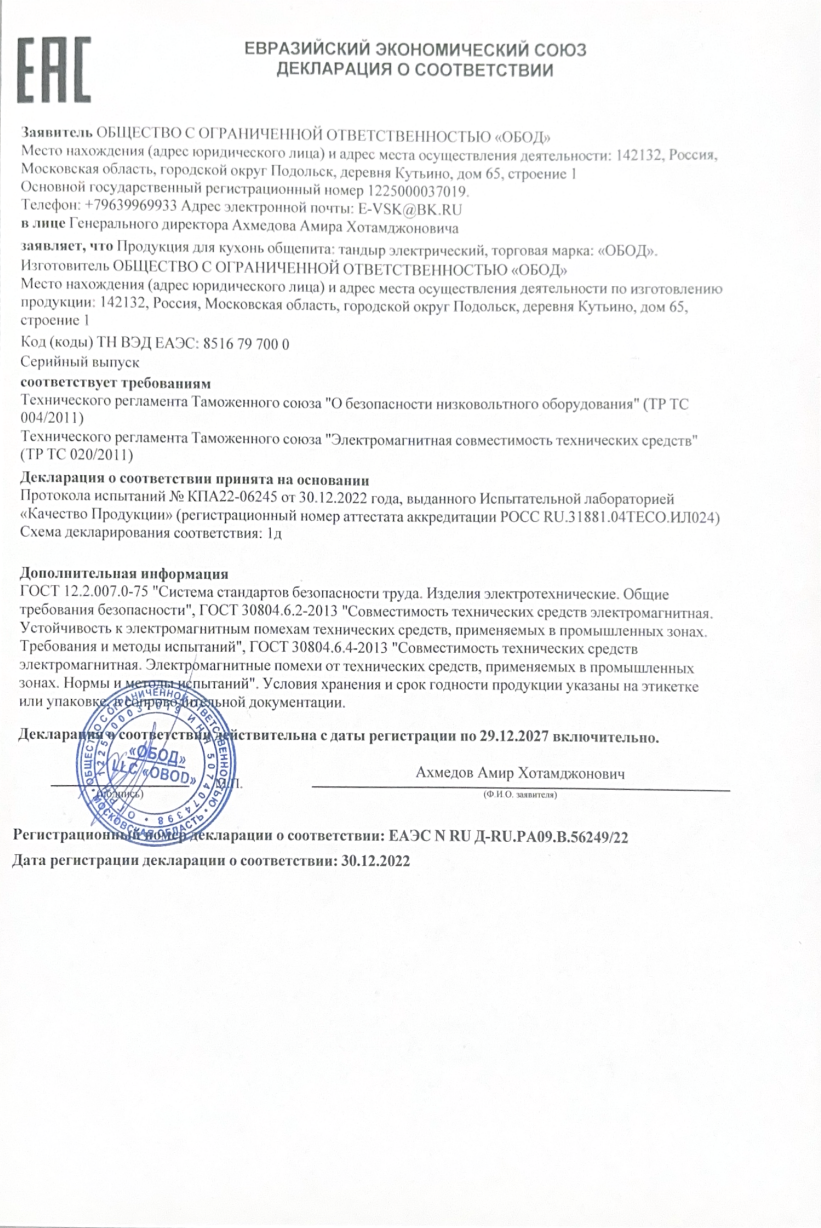 ЕАС
ЕВРАЗИЙСКИЙ ЭКОНОМИЧЕСКИЙ СОЮЗ
ДЕКЛАРАЦИЯ О СООТВЕТСТВИИ
Заявитель ОБЩЕСТВО С ОГРАНИЧЕННОЙ ОТВЕТСТВЕННОСТЬЮ «ОБОД»
Место нахождения (адрес юридического лица) и адрес места осуществления деятельности: 142132, Россия,
Московская область, городской округ Подольск, деревня Кутьино, дом 65, строение 1
Основной государственный регистрационный номер 1225000037019.
Телефон: +79639969933 Адрес электронной почты: E-VSK@BK.RU
в лице Генерального директора Ахмедова Амира Хотамджоновича
заявляет, что Продукция для кухонь общепита: тандыр электрический, торговая марка: «ОБОД».
Изготовитель ОБЩЕСТВО С ОГРАНИЧЕННОЙ ОТВЕТСТВЕННОСТЬЮ «ОБОД»
Место нахождения (адрес юридического лица) и адрес места осуществления деятельности по изготовлению
продукции: 142132, Россия, Московская область, городской округ Подольск, деревня Кутьино, дом 65,
строение 1
Код (коды) ТН ВЭД ЕАЭС: 8516 79 700 0
Серийный выпуск
соответствует требованиям
Технического регламента Таможенного союза "О безопасности низковольтного оборудования" (ТР ТС
004/2011)
Технического регламента Таможенного союза "Электромагнитная совместимость технических средств"
(ТР ТС 020/2011)
Декларация о соответствии принята на основании
Протокола испытаний № КПА22-06245 от 30.12.2022 года, выданного Испытательной лабораторией
«Качество Продукции» (регистрационный номер аттестата аккредитации РОСС RU.31881.04ТЕСО.ИЛ024)
Схема декларирования соответствия: 1д
Дополнительная информация
ГОСТ 12.2.007.0-75 "Система стандартов безопасности труда. Изделия электротехнические. Общие
требования безопасности", ГОСТ 30804.6.2-2013 "Совместимость технических средств электромагнитная.
Устойчивость к электромагнитным помехам технических средств, применяемых в промышленных зонах.
Требования и методы испытаний", ГОСТ 30804.6.4-2013 "Совместимость технических средств
электромагнитная. Электромагнитные помехи от технических средств, применяемых в промышленных
зонах. Нормы и методы испытаний". Условия хранения и срок годности продукции указаны на этикетке
или упаковке, и сопроводительной документации.
Декларация о соответствии действительна с даты регистрации по 29.12.2027 включительно.
ОБЩЕСТВО С ОГРАНИЧЕННОЙ ОТВЕТСТВЕННОСТЬЮ • МОСКОВСКАЯ ОБЛАСТЬ •
ОГРН 1225000037019 ИНН 5074074398
«ОБОД»
LLC «OBOD»
(подпись)
М.П.
Ахмедов Амир Хотамджонович
(Ф.И.О. заявителя)
Регистрационный номер декларации о соответствии: ЕАЭС N RU Д-RU.РА09.В.56249/22
Дата регистрации декларации о соответствии: 30.12.2022